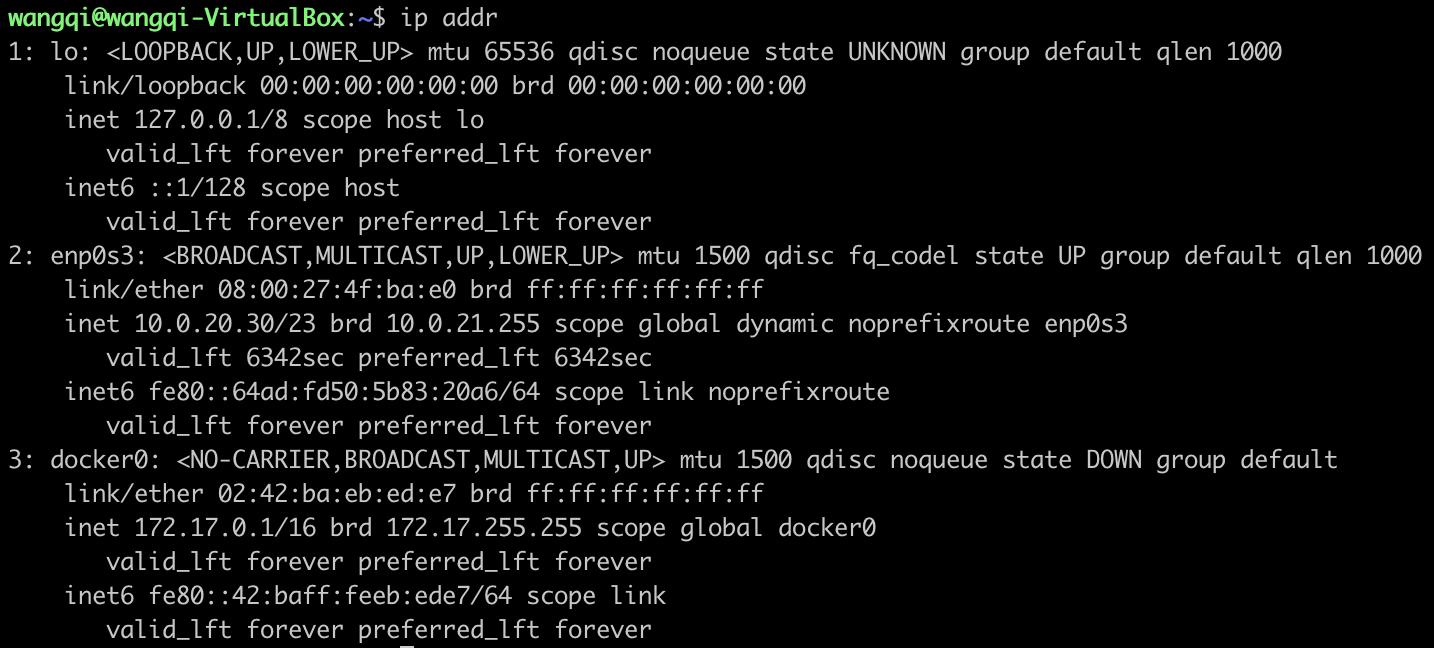 wangqi@wangqi-VirtualBox:~$ ip addr
1: lo: <LOOPBACK,UP,LOWER_UP> mtu 65536 qdisc noqueue state UNKNOWN group default qlen 1000
    link/loopback 00:00:00:00:00:00 brd 00:00:00:00:00:00
    inet 127.0.0.1/8 scope host lo
       valid_lft forever preferred_lft forever
    inet6 ::1/128 scope host
       valid_lft forever preferred_lft forever
2: enp0s3: <BROADCAST,MULTICAST,UP,LOWER_UP> mtu 1500 qdisc fq_codel state UP group default qlen 1000
    link/ether 08:00:27:4f:ba:e0 brd ff:ff:ff:ff:ff:ff
    inet 10.0.20.30/23 brd 10.0.21.255 scope global dynamic noprefixroute enp0s3
       valid_lft 6342sec preferred_lft 6342sec
    inet6 fe80::64ad:fd50:5b83:20a6/64 scope link noprefixroute
       valid_lft forever preferred_lft forever
3: docker0: <NO-CARRIER,BROADCAST,MULTICAST,UP> mtu 1500 qdisc noqueue state DOWN group default
    link/ether 02:42:ba:eb:ed:e7 brd ff:ff:ff:ff:ff:ff
    inet 172.17.0.1/16 brd 172.17.255.255 scope global docker0
       valid_lft forever preferred_lft forever
    inet6 fe80::42:baff:feeb:ede7/64 scope link
       valid_lft forever preferred_lft forever